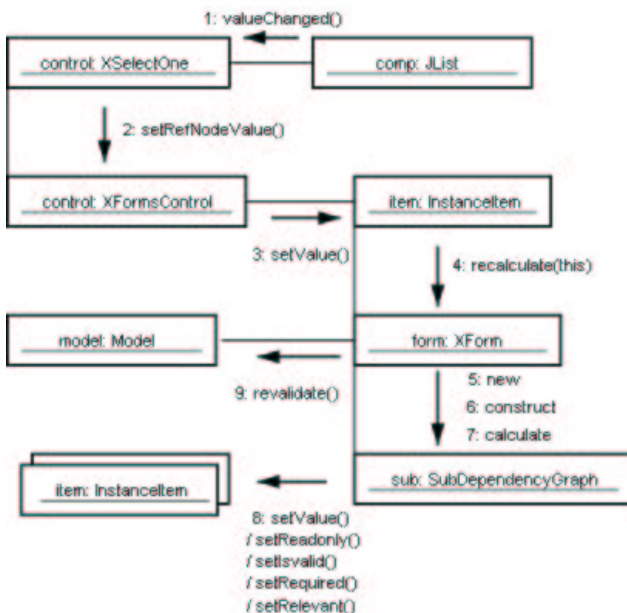 1: valueChanged()
control: XSelectOne
comp: JList
2: setRefNodeValue()
control: XFormsControl
item: InstanceItem
3: setValue()
4: recalculate(this)
model: Model
form: XForm
9: revalidate()
5: new
6: construct
7: calculate
item: InstanceItem
sub: SubDependencyGraph
8: setValue()
/ setReadonly()
/ setIsvalid()
/ setRequired()
/ setRelevant()